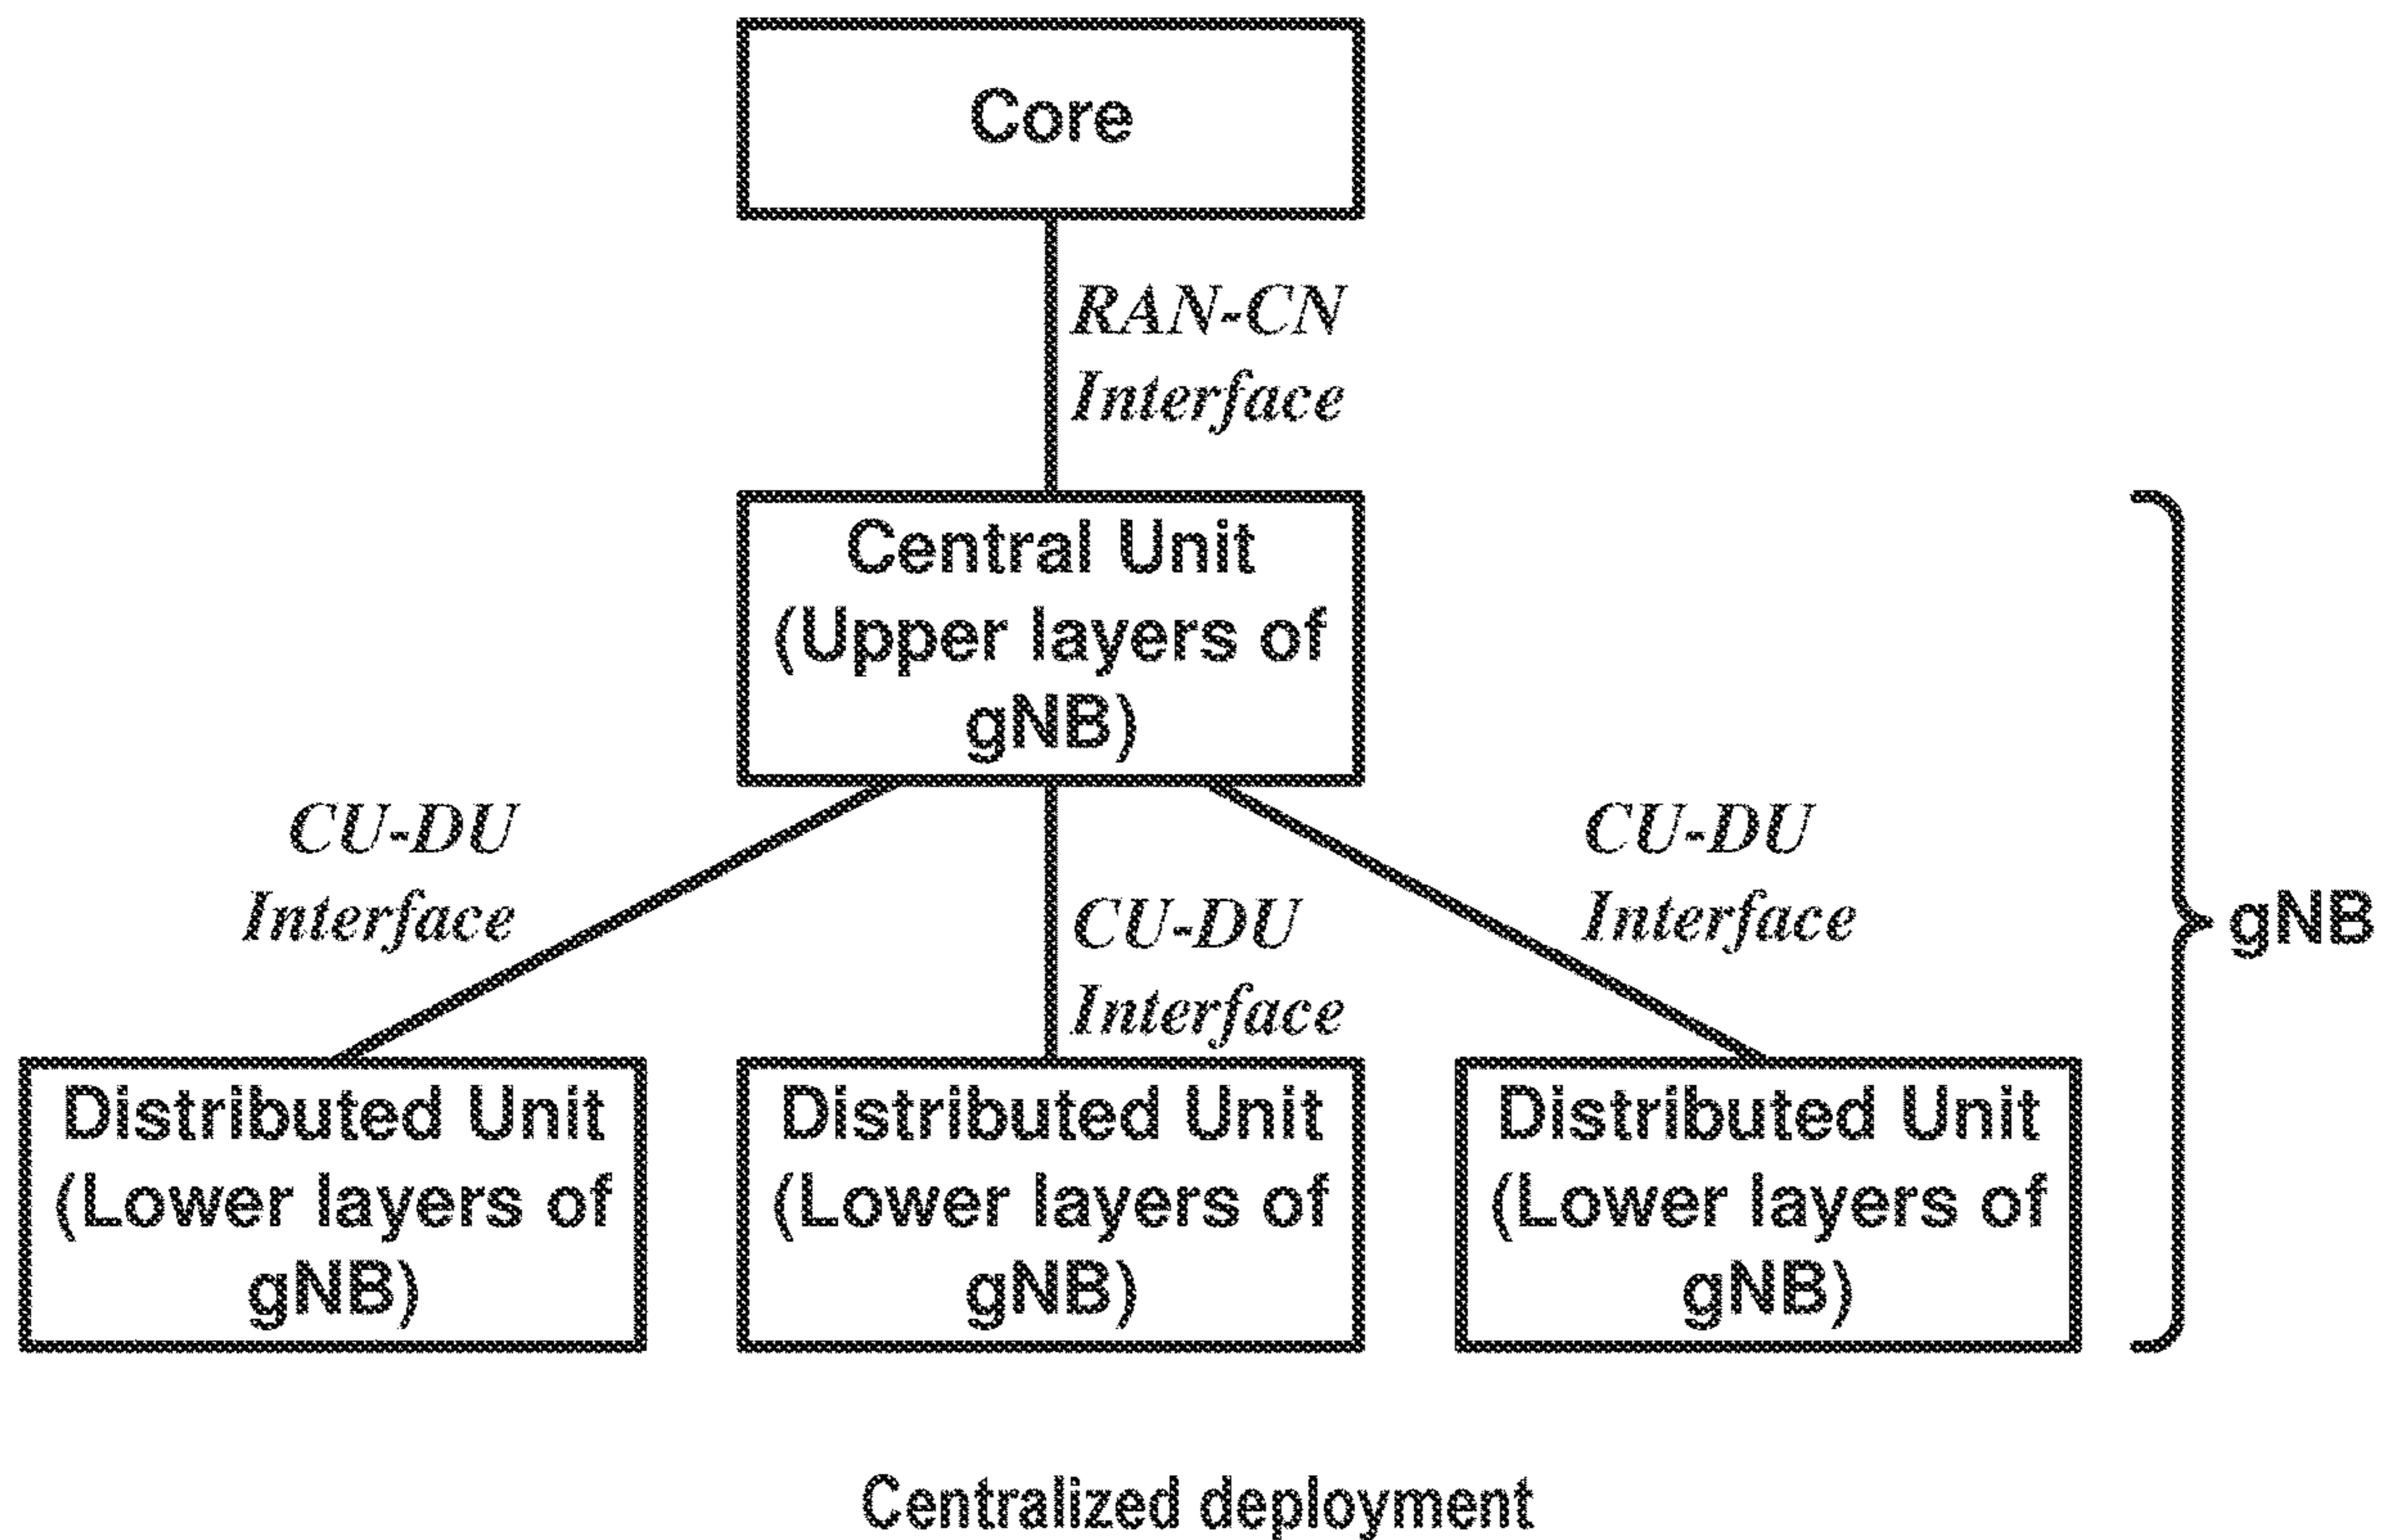 Core
RAN-CN
Interface
Central Unit
(Upper layers of
gNB)
CU-DU
Interface
CU-DU
Interface
CU-DU
Interface
gNB
Distributed Unit
(Lower layers of
gNB)
Distributed Unit
(Lower layers of
gNB)
Distributed Unit
(Lower layers of
gNB)
Centralized deployment